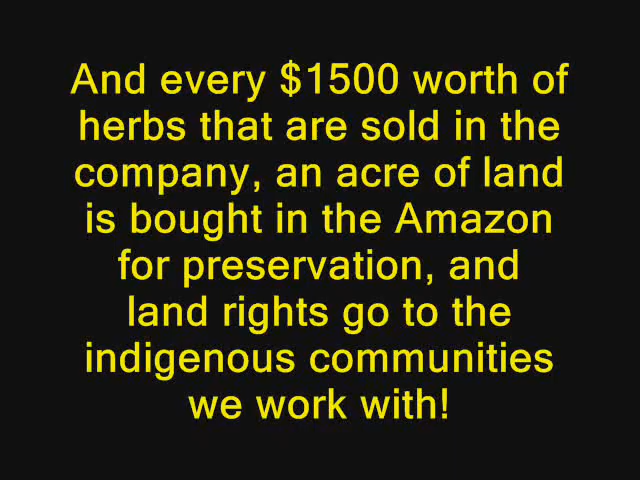 And every $1500 worth of
herbs that are sold in the
company, an acre of land
is bought in the Amazon
for preservation, and
land rights go to the
indigenous communities
we work with!